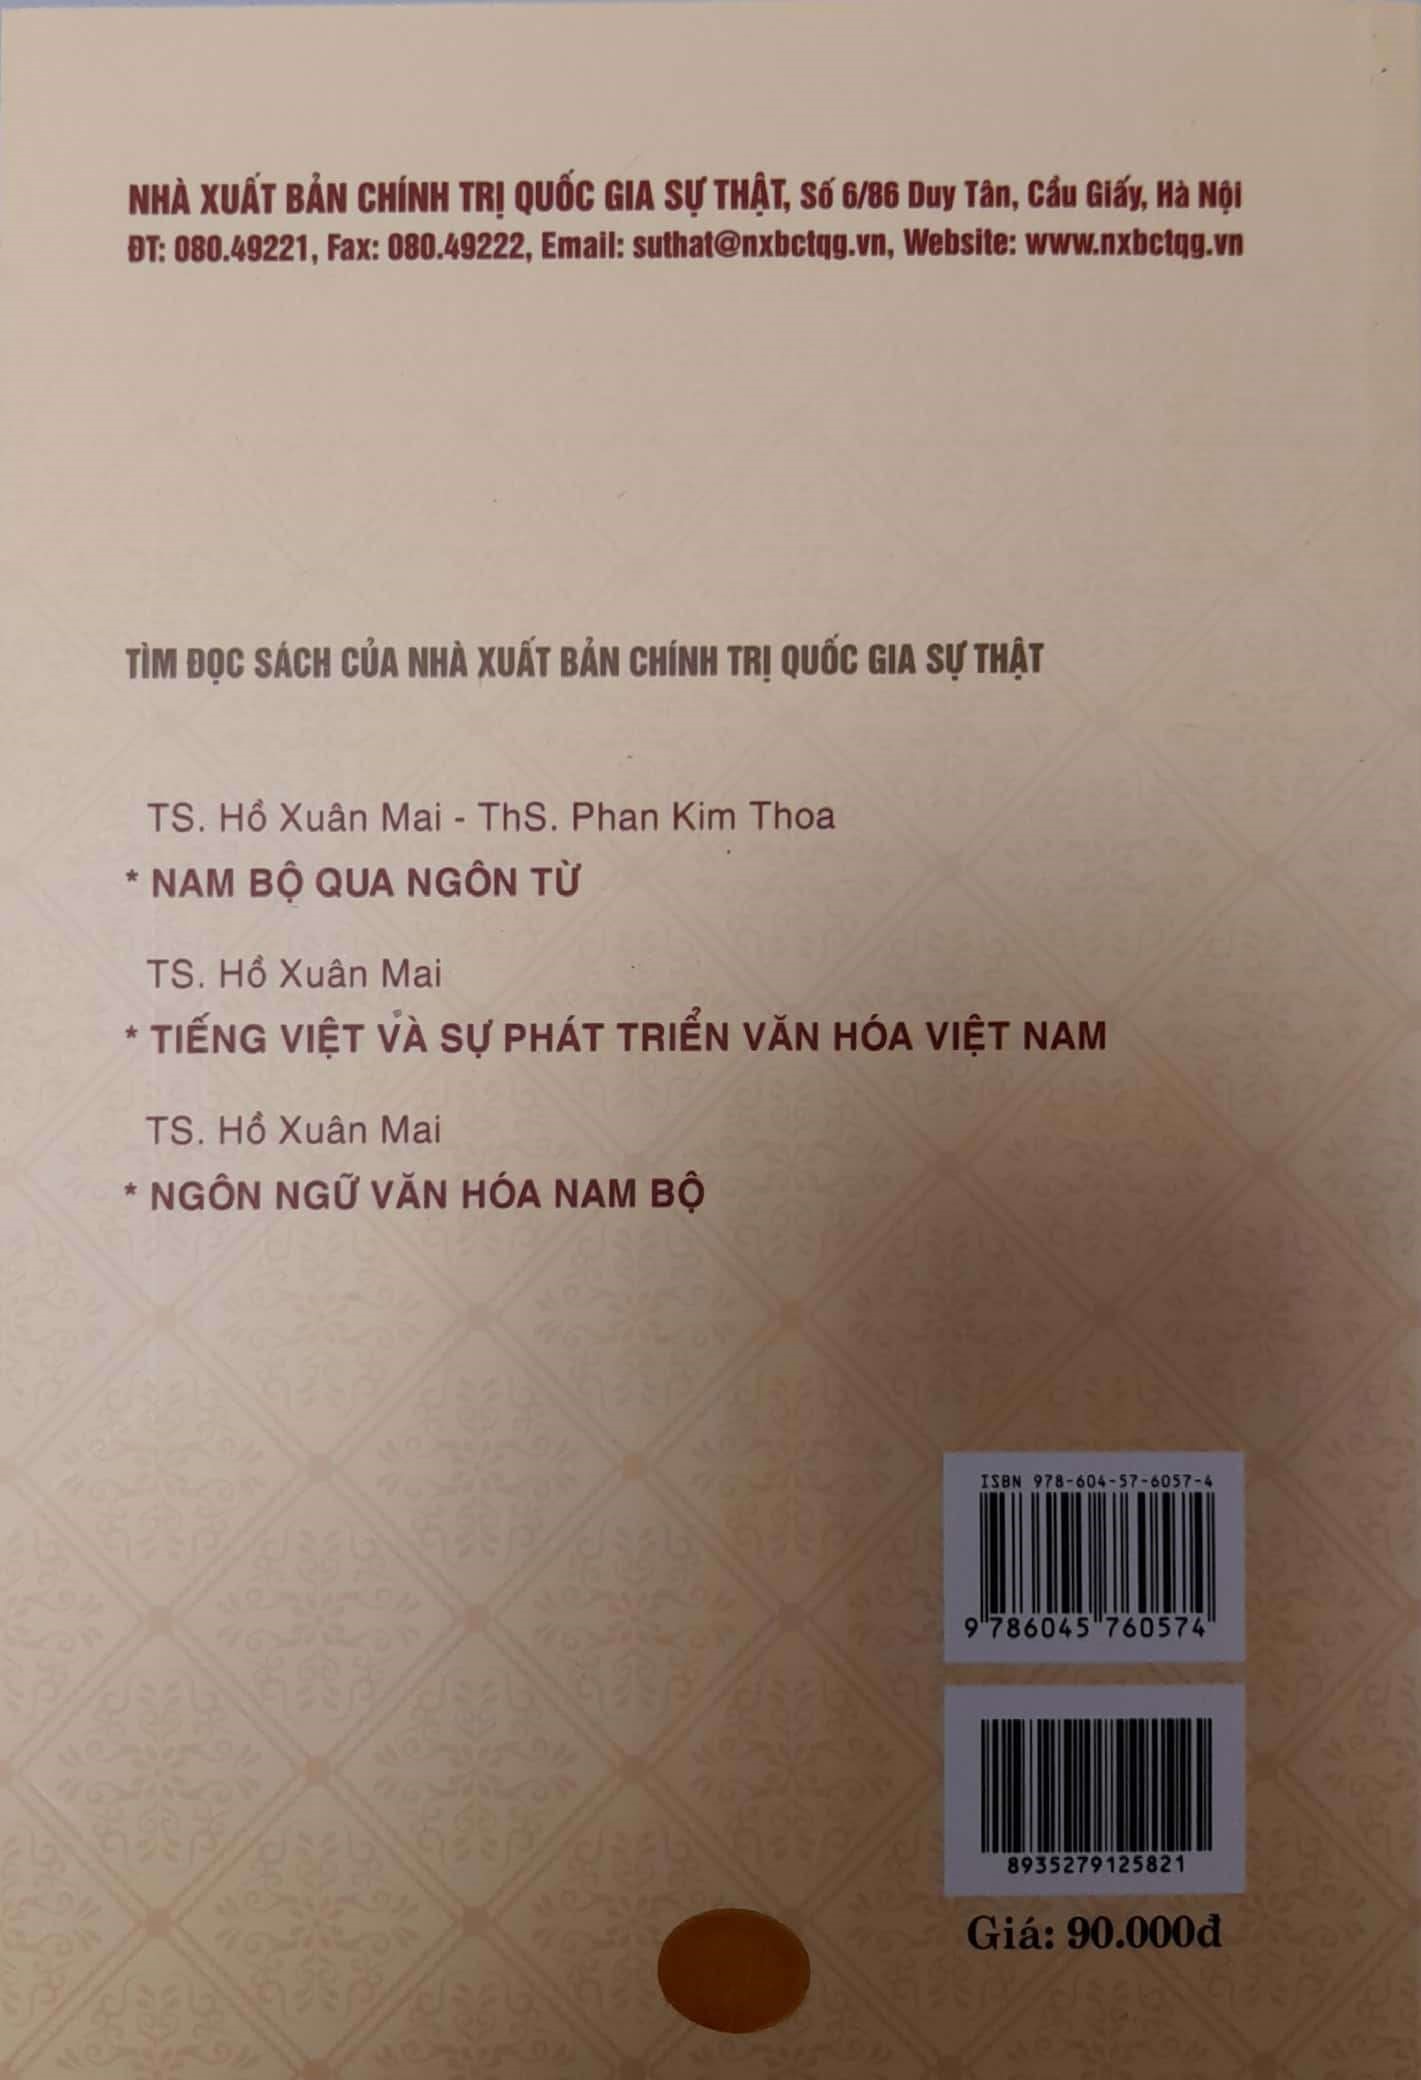 NHÀ XUẤT BẢN CHÍNH TRỊ QUỐC GIA SỰ THẬT, Số 6/86 Duy Tân, Cầu Giấy, Hà Nội
ĐT: 080.49221, Fax: 080.49222, Email: suthat@nxbctqg.vn, Website: www.nxbctqg.vn
TÌM ĐỌC SÁCH CỦA NHÀ XUẤT BẢN CHÍNH TRỊ QUỐC GIA SỰ THẬT
TS. Hồ Xuân Mai - ThS. Phan Kim Thoa
* NAM BỘ QUA NGÔN TỪ
TS. Hồ Xuân Mai
* TIẾNG VIỆT VÀ SỰ PHÁT TRIỂN VĂN HÓA VIỆT NAM
TS. Hồ Xuân Mai
* NGÔN NGỮ VĂN HÓA NAM BỘ
ISBN 978-604-57-6057-4
9 786045 760574
8935279125821
Giá: 90.000đ